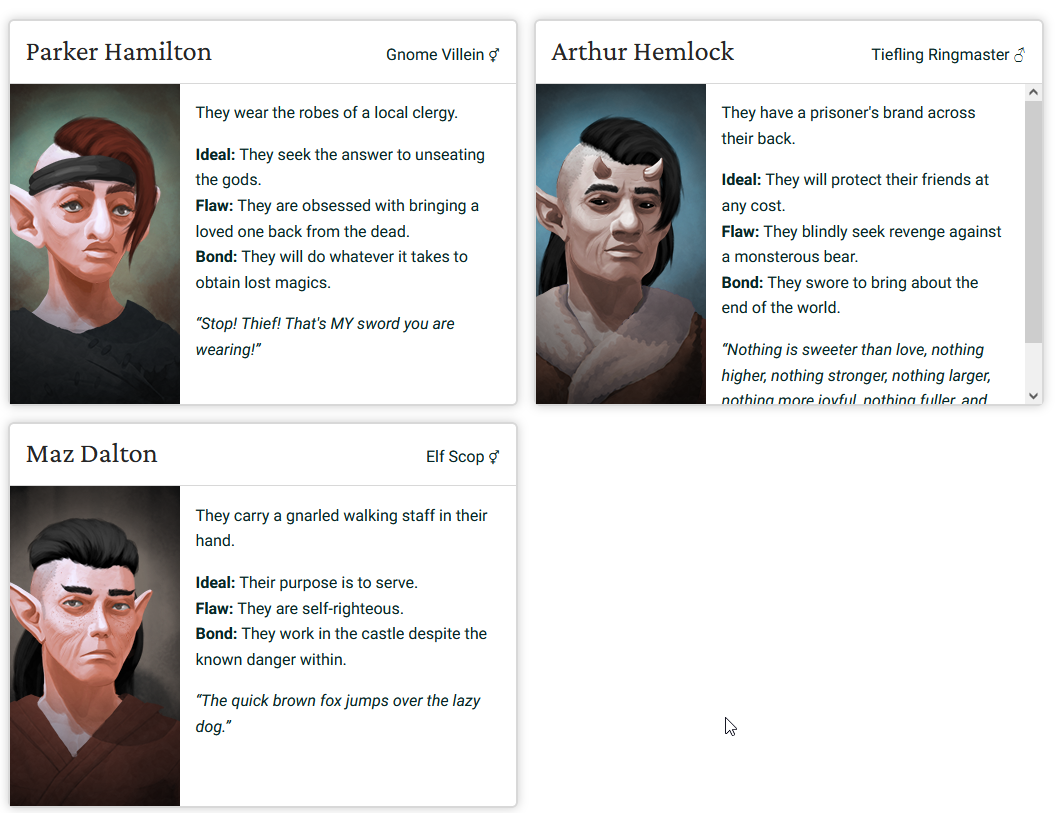 Parker Hamilton
Gnome Villein ⚥
They wear the robes of a local clergy.
Ideal: They seek the answer to unseating
the gods.
Flaw: They are obsessed with bringing a
loved one back from the dead.
Bond: They will do whatever it takes to
obtain lost magics.
“Stop! Thief! That's MY sword you are
wearing!”
Arthur Hemlock
Tiefling Ringmaster ⚦
They have a prisoner's brand across
their back.
Ideal: They will protect their friends at
any cost.
Flaw: They blindly seek revenge against
a monsterous bear.
Bond: They swore to bring about the
end of the world.
“Nothing is sweeter than love, nothing
higher, nothing stronger, nothing larger,
nothing more joyful, nothing fuller, and
Maz Dalton
Elf Scop ⚥
They carry a gnarled walking staff in their
hand.
Ideal: Their purpose is to serve.
Flaw: They are self-righteous.
Bond: They work in the castle despite the
known danger within.
“The quick brown fox jumps over the lazy
dog.”